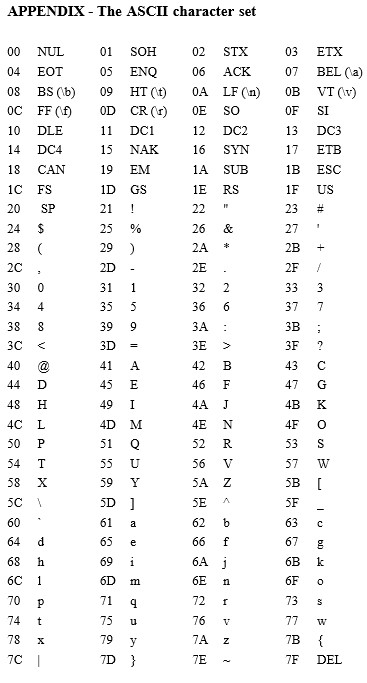 APPENDIX - The ASCII character set
00 NUL 01 SOH 02 STX 03 ETX
04 EOT 05 ENQ 06 ACK 07 BEL (\a)
08 BS (\b) 09 HT (\t) 0A LF (\n) 0B VT (\v)
0C FF (\f) 0D CR (\r) 0E SO 0F SI
10 DLE 11 DC1 12 DC2 13 DC3
14 DC4 15 NAK 16 SYN 17 ETB
18 CAN 19 EM 1A SUB 1B ESC
1C FS 1D GS 1E RS 1F US
20 SP 21 ! 22 " 23 #
24 $ 25 % 26 & 27 '
28 ( 29 ) 2A * 2B +
2C , 2D - 2E . 2F /
30 0 31 1 32 2 33 3
34 4 35 5 36 6 37 7
38 8 39 9 3A : 3B ;
3C < 3D = 3E > 3F ?
40 @ 41 A 42 B 43 C
44 D 45 E 46 F 47 G
48 H 49 I 4A J 4B K
4C L 4D M 4E N 4F O
50 P 51 Q 52 R 53 S
54 T 55 U 56 V 57 W
58 X 59 Y 5A Z 5B [
5C \ 5D ] 5E ^ 5F _
60 ` 61 a 62 b 63 c
64 d 65 e 66 f 67 g
68 h 69 i 6A j 6B k
6C l 6D m 6E n 6F o
70 p 71 q 72 r 73 s
74 t 75 u 76 v 77 w
78 x 79 y 7A z 7B {
7C | 7D } 7E ~ 7F DEL